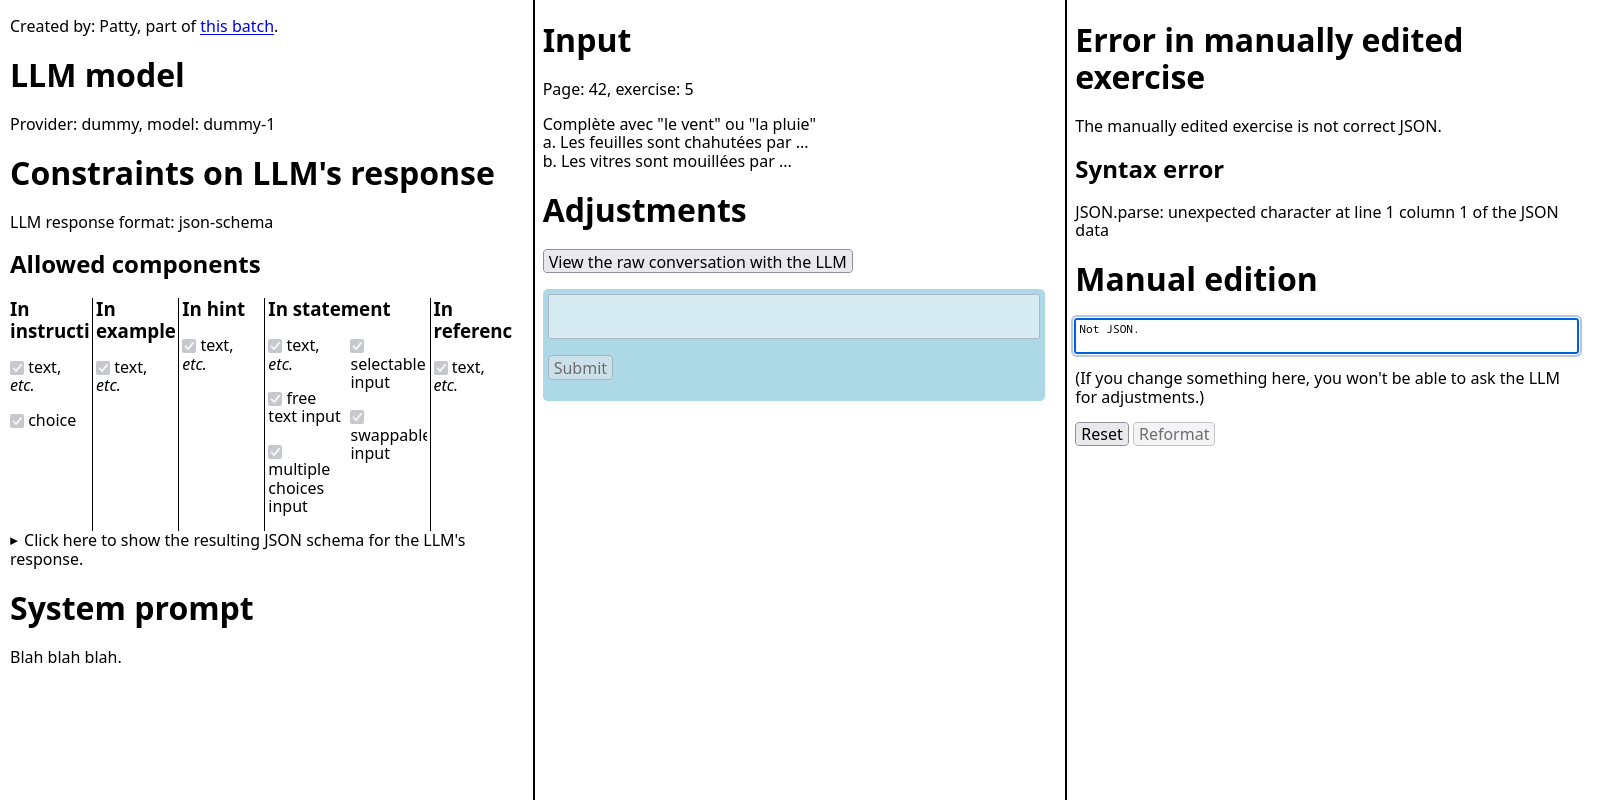 Created by: Patty, part of this batch.
LLM model
Provider: dummy, model: dummy-1
Constraints on LLM's response
LLM response format: json-schema
Allowed components
In
instructi
text,
etc.
choice
In
example
text,
etc.
In hint
text,
etc.
In statement
text,
etc.
free
text input
multiple
choices
input
selectable
input
swappable
input
In
referenc
text,
etc.
▸ Click here to show the resulting JSON schema for the LLM's
response.
System prompt
Blah blah blah.
Input
Page: 42, exercise: 5
Complète avec "le vent" ou "la pluie"
a. Les feuilles sont chahutées par ...
b. Les vitres sont mouillées par ...
Adjustments
View the raw conversation with the LLM
Submit
Error in manually edited
exercise
The manually edited exercise is not correct JSON.
Syntax error
JSON.parse: unexpected character at line 1 column 1 of the JSON
data
Manual edition
Not JSON.
(If you change something here, you won't be able to ask the LLM
for adjustments.)
Reset Reformat